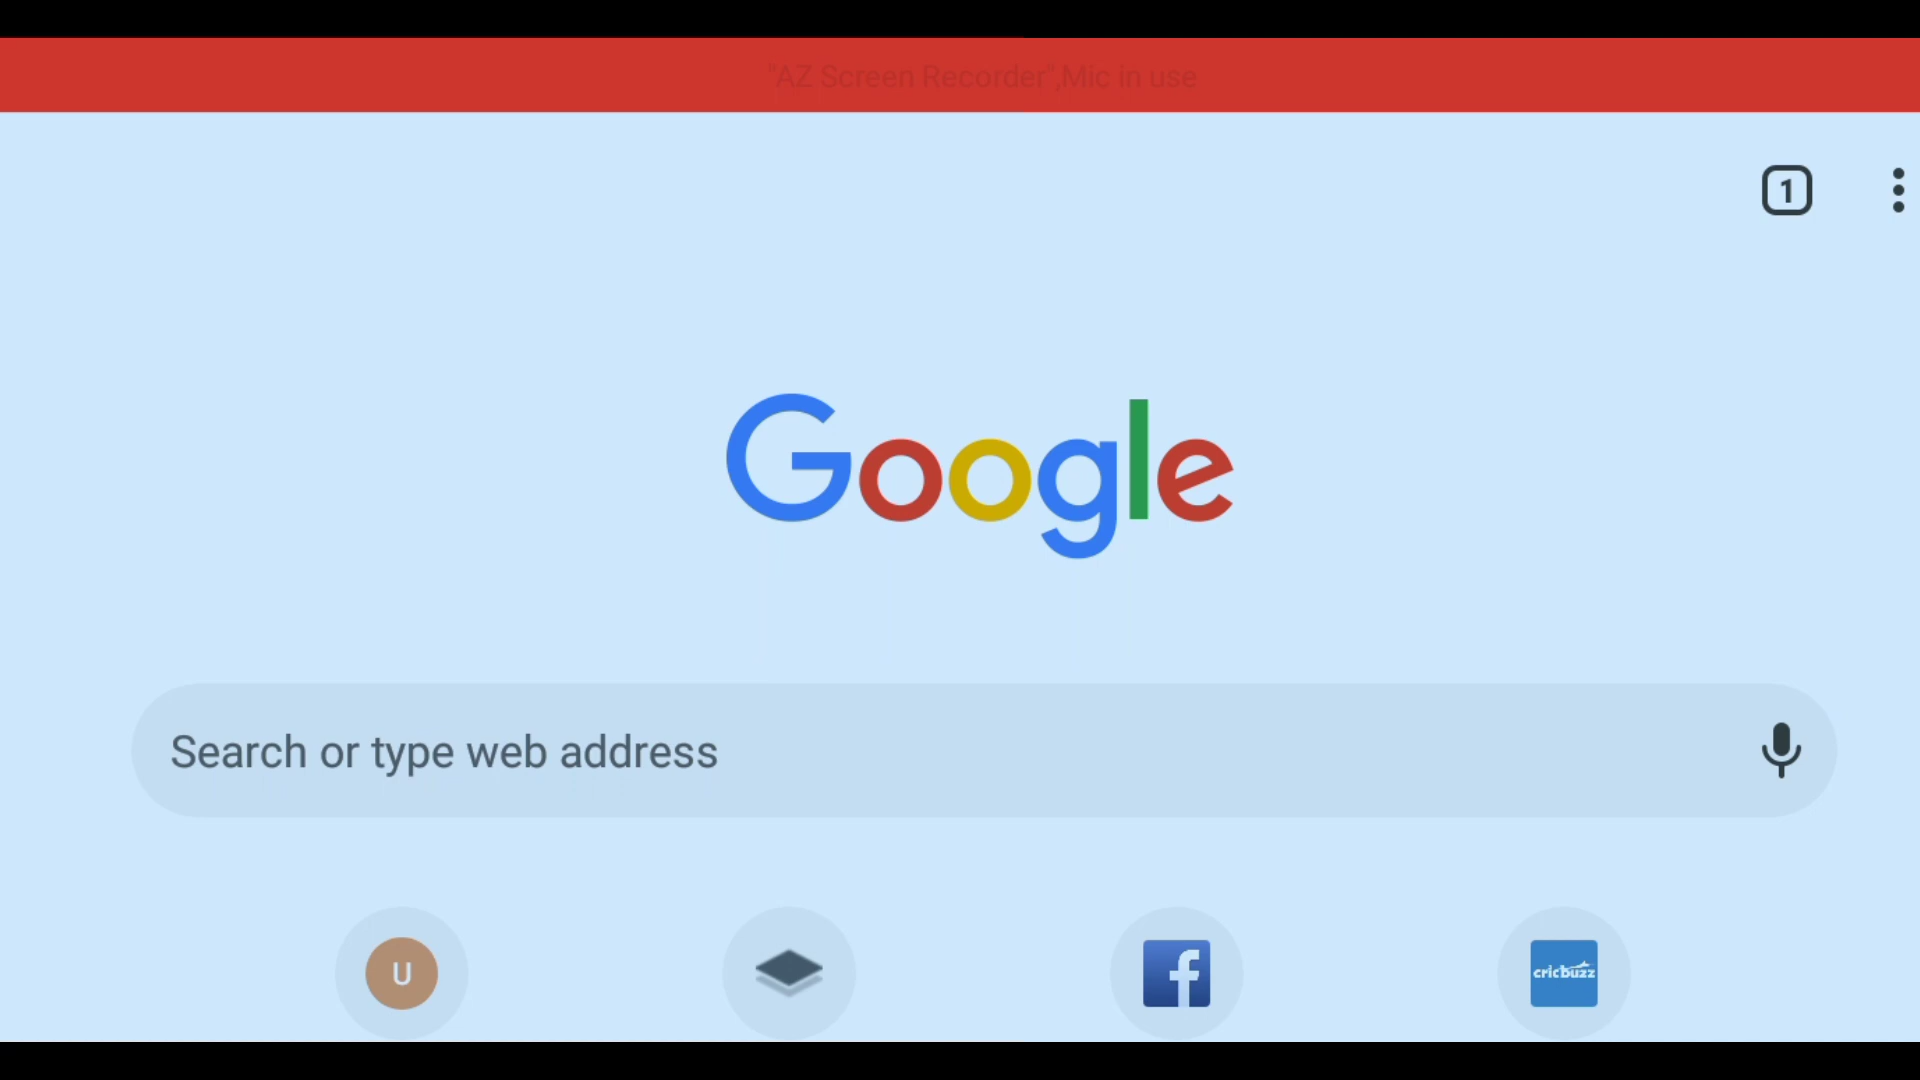 "AZ Screen Recorder",Mic in use
1
Google
Search or type web address
U
f
cricbuzz